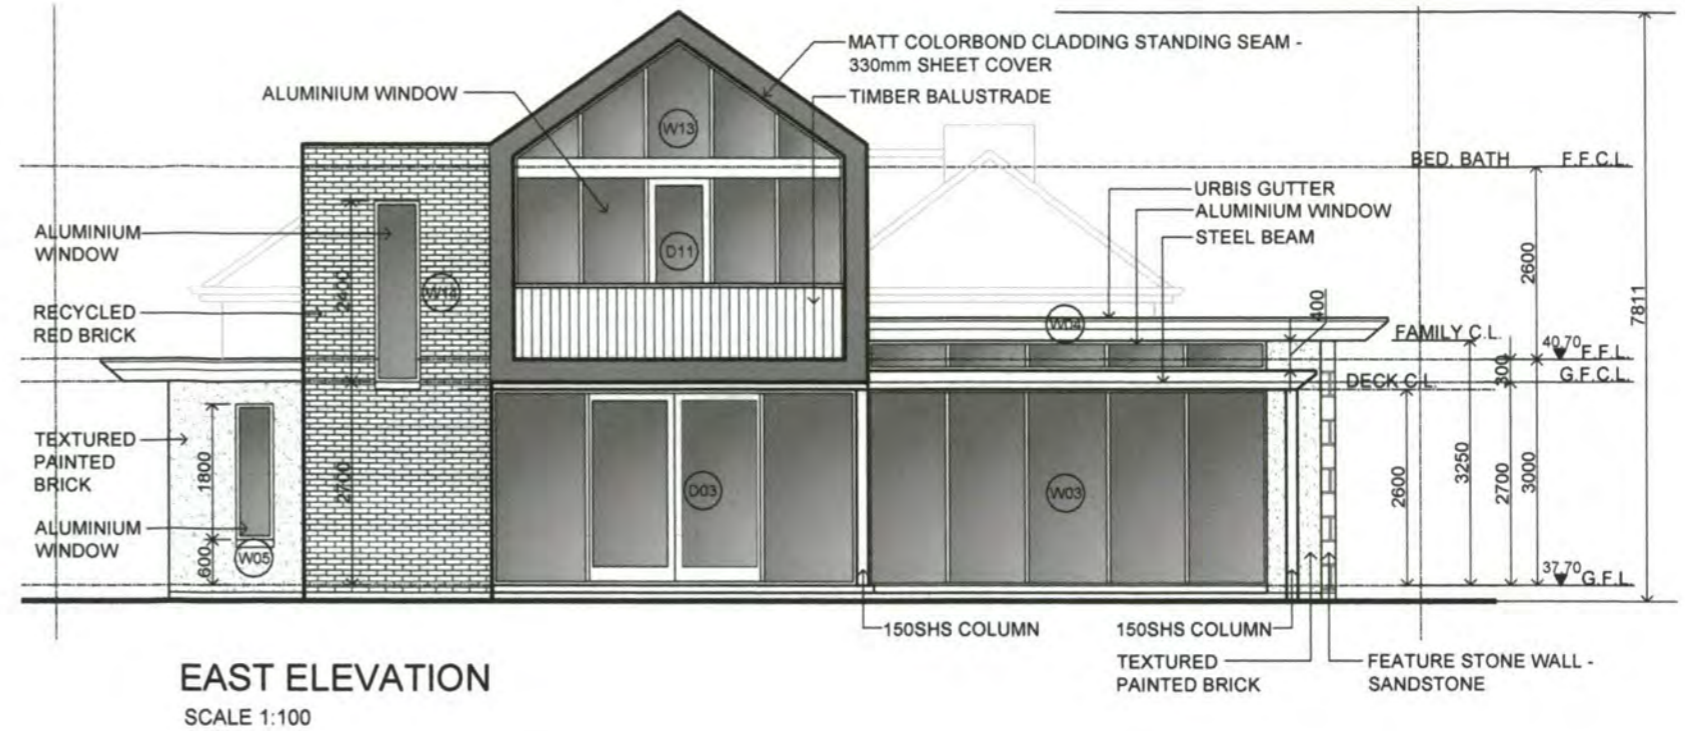 MATT COLORBOND CLADDING STANDING SEAM -
330mm SHEET COVER
ALUMINIUM WINDOW
TIMBER BALUSTRADE
W13
BED, BATH F.F.C.L.
URBIS GUTTER
ALUMINIUM WINDOW
STEEL BEAM
ALUMINIUM
WINDOW
D11
2400
W14
2600
7811
RECYCLED
RED BRICK
W04
400
FAMILY C.L.
40.70 F.F.L.
300
DECK C.L.
G.F.C.L.
TEXTURED
PAINTED
BRICK
1800
2700
D03
W03
2600
3250
2700
3000
ALUMINIUM
WINDOW
600
W05
37.70 G.F.L.
150SHS COLUMN
150SHS COLUMN
TEXTURED
PAINTED BRICK
FEATURE STONE WALL -
SANDSTONE
EAST ELEVATION
SCALE 1:100